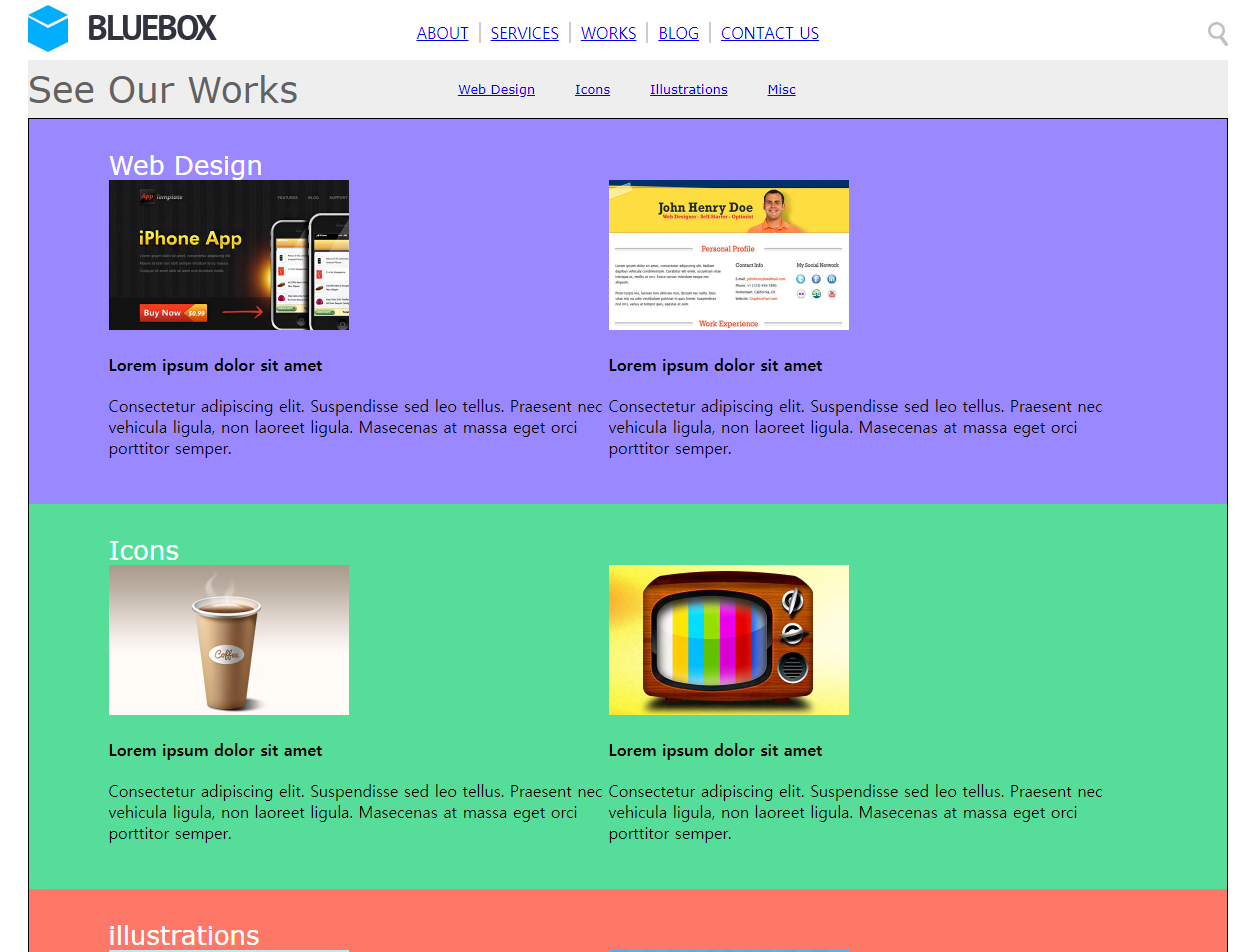 BLUEBOX
ABOUT SERVICES WORKS BLOG CONTACT US
See Our Works
Web Design Icons Illustrations Misc
Web Design
App Template
FEATURES BLOG SUPPORT
iPhone App
Buy Now $0.99
John Henry Doe
Web Designer - Self-Starter - Optimist
Personal Profile
Contact Info
My Social Network
Work Experience
Lorem ipsum dolor sit amet
Consectetur adipiscing elit. Suspendisse sed leo tellus. Praesent nec
vehicula ligula, non laoreet ligula. Masecenas at massa eget orci
porttitor semper.
Lorem ipsum dolor sit amet
Consectetur adipiscing elit. Suspendisse sed leo tellus. Praesent nec
vehicula ligula, non laoreet ligula. Masecenas at massa eget orci
porttitor semper.
Icons
Coffee
Lorem ipsum dolor sit amet
Consectetur adipiscing elit. Suspendisse sed leo tellus. Praesent nec
vehicula ligula, non laoreet ligula. Masecenas at massa eget orci
porttitor semper.
Lorem ipsum dolor sit amet
Consectetur adipiscing elit. Suspendisse sed leo tellus. Praesent nec
vehicula ligula, non laoreet ligula. Masecenas at massa eget orci
porttitor semper.
illustrations